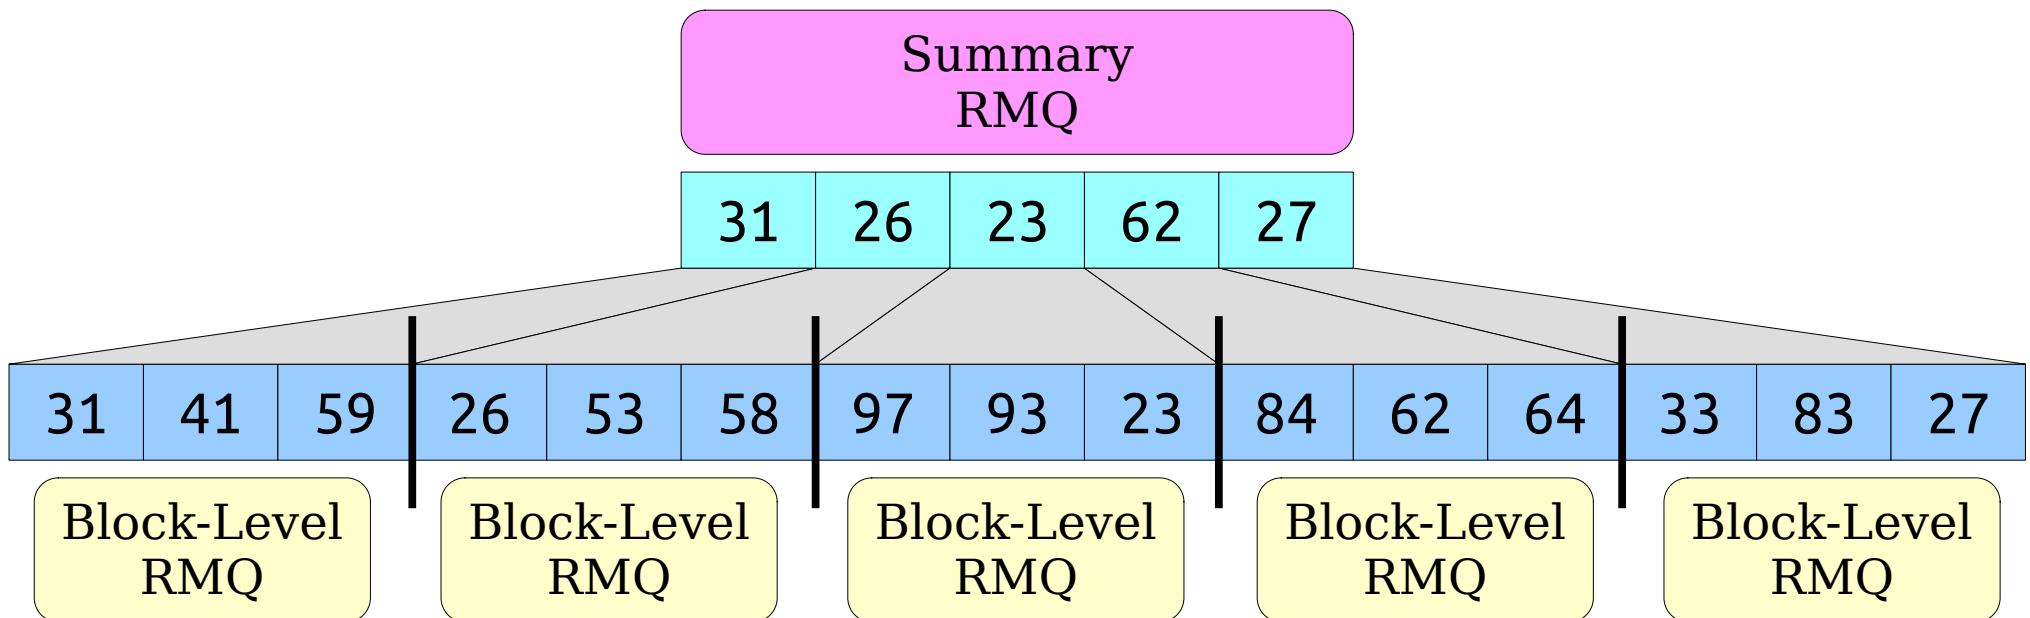 Summary
RMQ
31 26 23 62 27
31 41 59 26 53 58 97 93 23 84 62 64 33 83 27
Block-Level Block-Level Block-Level Block-Level Block-Level
RMQ RMQ RMQ RMQ RMQ